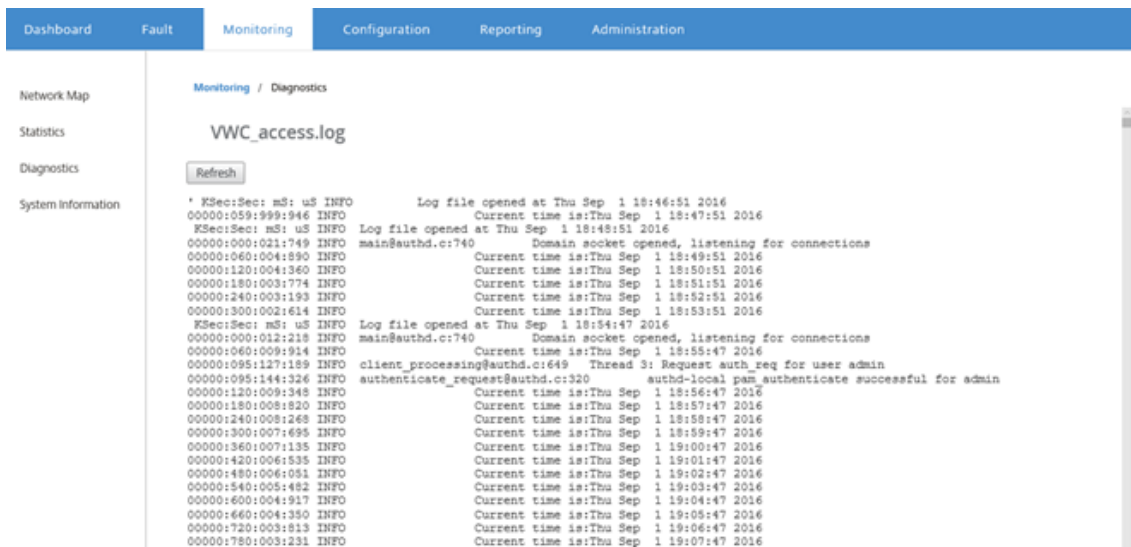 Dashboard Fault Monitoring Configuration Reporting Administration
Network Map
Statistics
Diagnostics
System Information
Monitoring / Diagnostics
VWC_access.log
Refresh
' KSec:Sec: mS: uS INFO Log file opened at Thu Sep 1 18:46:51 2016
00000:059:999:946 INFO Current time is:Thu Sep 1 18:47:51 2016
KSec:Sec: mS: uS INFO Log file opened at Thu Sep 1 18:48:51 2016
00000:000:021:749 INFO main@authd.c:740 Domain socket opened, listening for connections
00000:060:004:890 INFO Current time is:Thu Sep 1 18:49:51 2016
00000:120:004:360 INFO Current time is:Thu Sep 1 18:50:51 2016
00000:180:003:774 INFO Current time is:Thu Sep 1 18:51:51 2016
00000:240:003:193 INFO Current time is:Thu Sep 1 18:52:51 2016
00000:300:002:614 INFO Current time is:Thu Sep 1 18:53:51 2016
KSec:Sec: mS: uS INFO Log file opened at Thu Sep 1 18:54:47 2016
00000:000:012:218 INFO main@authd.c:740 Domain socket opened, listening for connections
00000:060:009:914 INFO Current time is:Thu Sep 1 18:55:47 2016
00000:095:127:189 INFO client_processing@authd.c:649 Thread 3: Request auth_req for user admin
00000:095:144:326 INFO authenticate_request@authd.c:320 authd-local pam_authenticate successful for admin
00000:120:009:348 INFO Current time is:Thu Sep 1 18:56:47 2016
00000:180:008:820 INFO Current time is:Thu Sep 1 18:57:47 2016
00000:240:008:268 INFO Current time is:Thu Sep 1 18:58:47 2016
00000:300:007:695 INFO Current time is:Thu Sep 1 18:59:47 2016
00000:360:007:135 INFO Current time is:Thu Sep 1 19:00:47 2016
00000:420:006:535 INFO Current time is:Thu Sep 1 19:01:47 2016
00000:480:006:051 INFO Current time is:Thu Sep 1 19:02:47 2016
00000:540:005:482 INFO Current time is:Thu Sep 1 19:03:47 2016
00000:600:004:917 INFO Current time is:Thu Sep 1 19:04:47 2016
00000:660:004:350 INFO Current time is:Thu Sep 1 19:05:47 2016
00000:720:003:813 INFO Current time is:Thu Sep 1 19:06:47 2016
00000:780:003:231 INFO Current time is:Thu Sep 1 19:07:47 2016